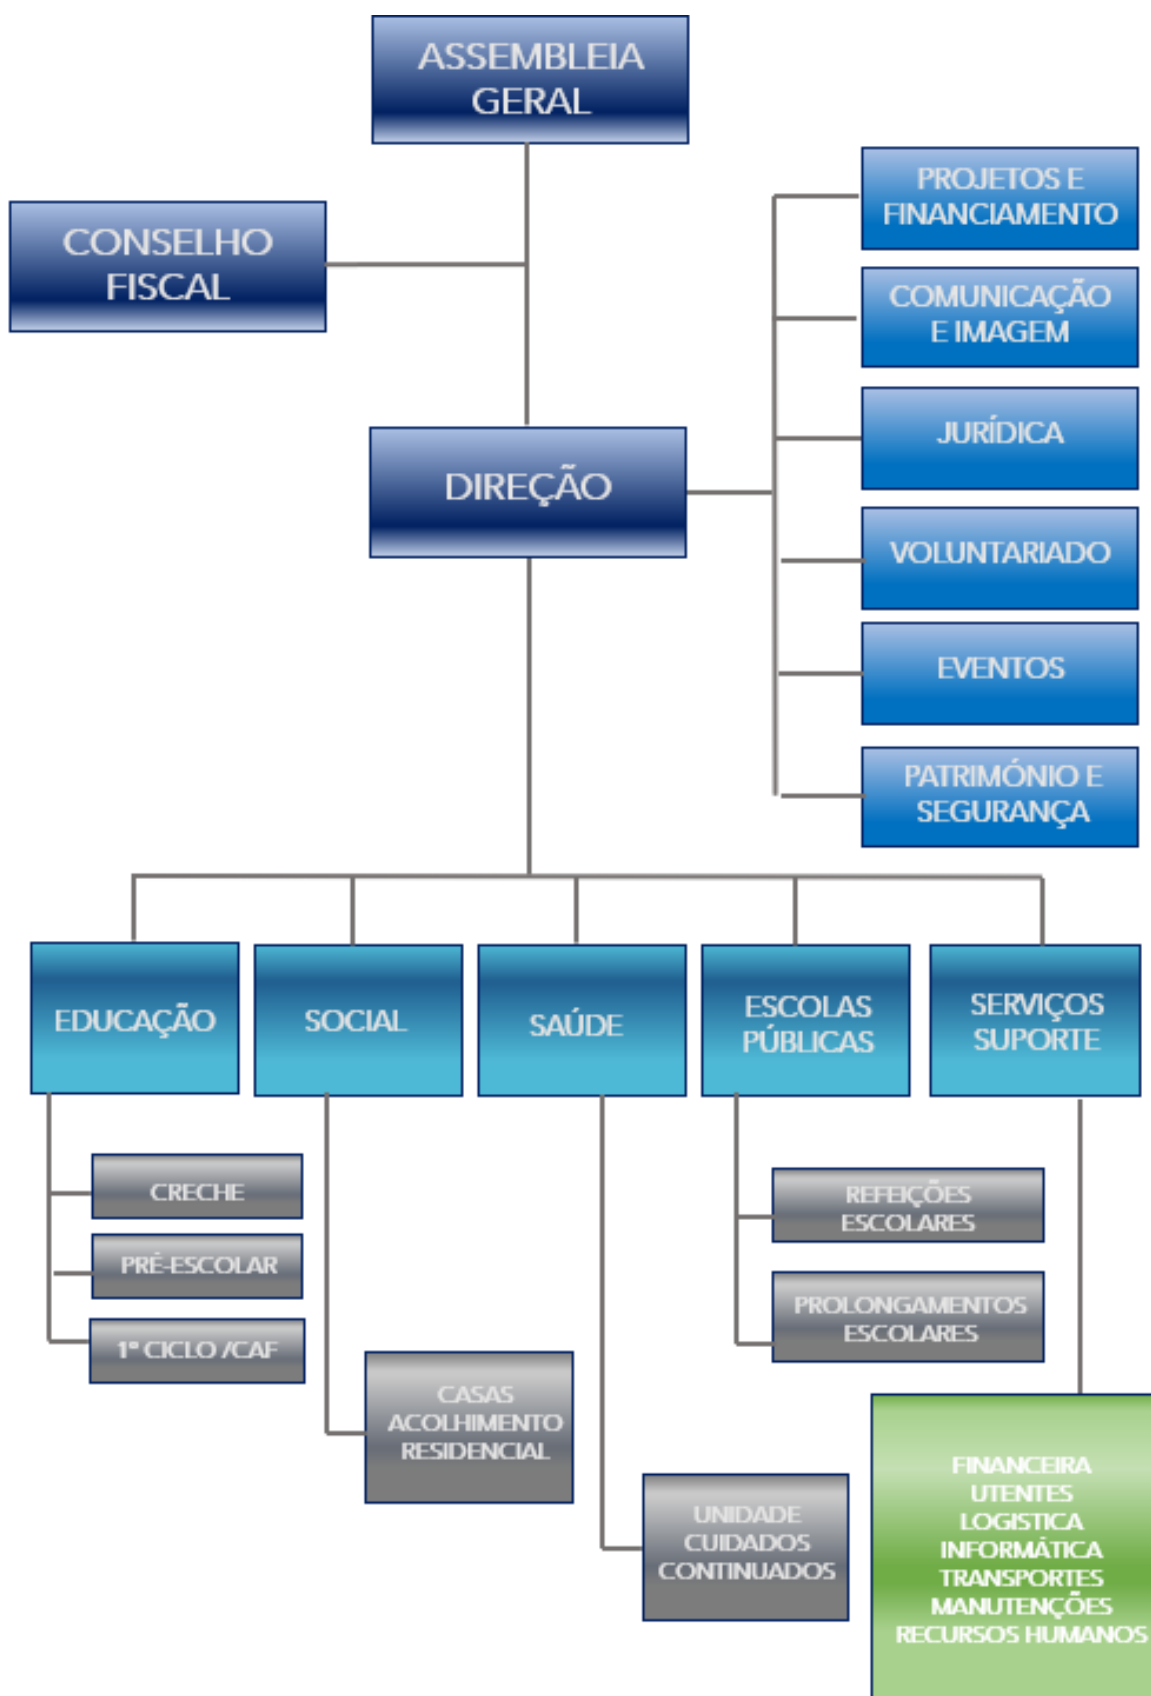 ASSEMBLEIA
GERAL
CONSELHO
FISCAL
DIREÇÃO
PROJETOS E
FINANCIAMENTO
COMUNICAÇÃO
E IMAGEM
JURÍDICA
VOLUNTARIADO
EVENTOS
PATRIMÓNIO E
SEGURANÇA
EDUCAÇÃO
SOCIAL
SAÚDE
ESCOLAS
PÚBLICAS
SERVIÇOS
SUPORTE
CRECHE
PRÉ-ESCOLAR
1º CICLO /CAF
CASAS
ACOLHIMENTO
RESIDENCIAL
UNIDADE
CUIDADOS
CONTINUADOS
REFEIÇÕES
ESCOLARES
PROLONGAMENTOS
ESCOLARES
FINANCEIRA
UTENTES
LOGISTICA
INFORMÁTICA
TRANSPORTES
MANUTENÇÕES
RECURSOS HUMANOS